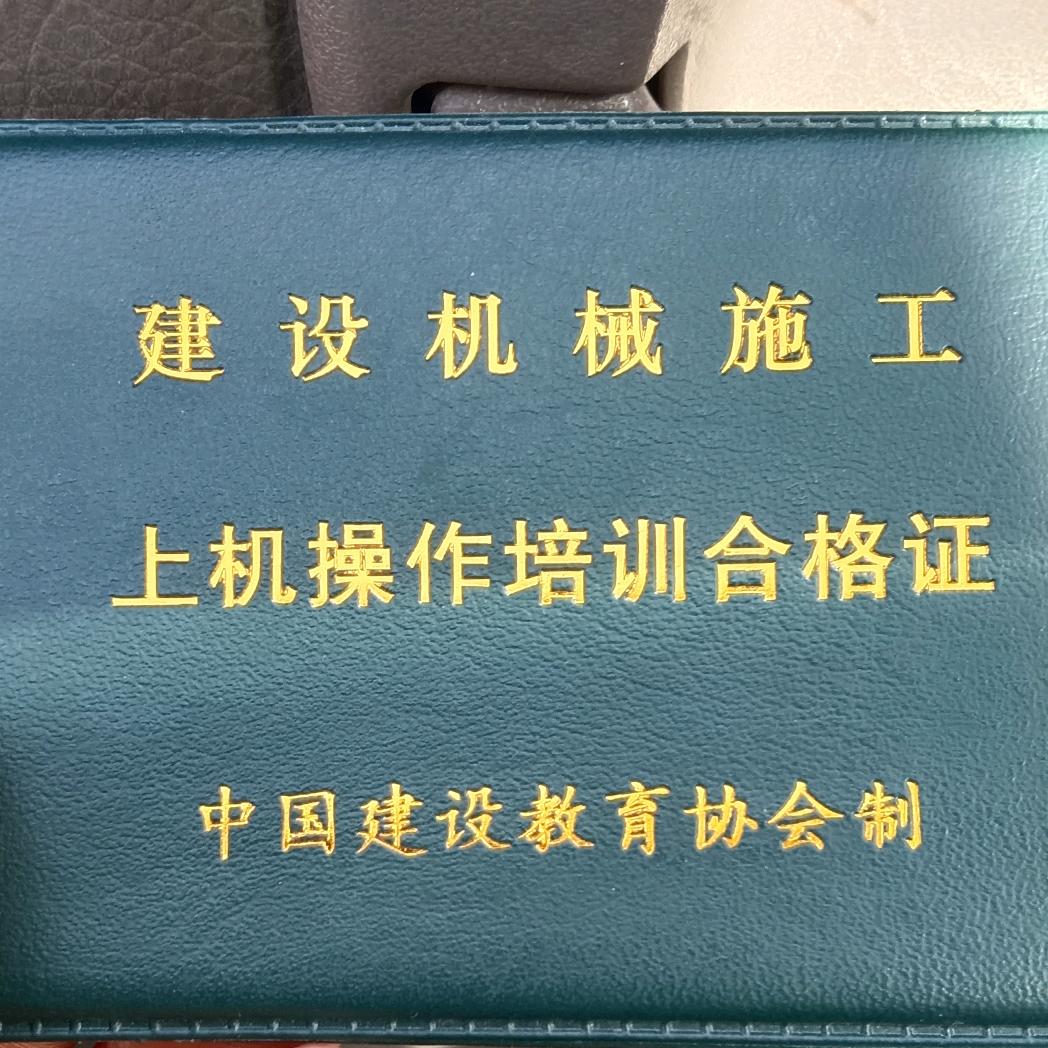 建设机械施工
上机操作培训合格证
中国建设教育协会制